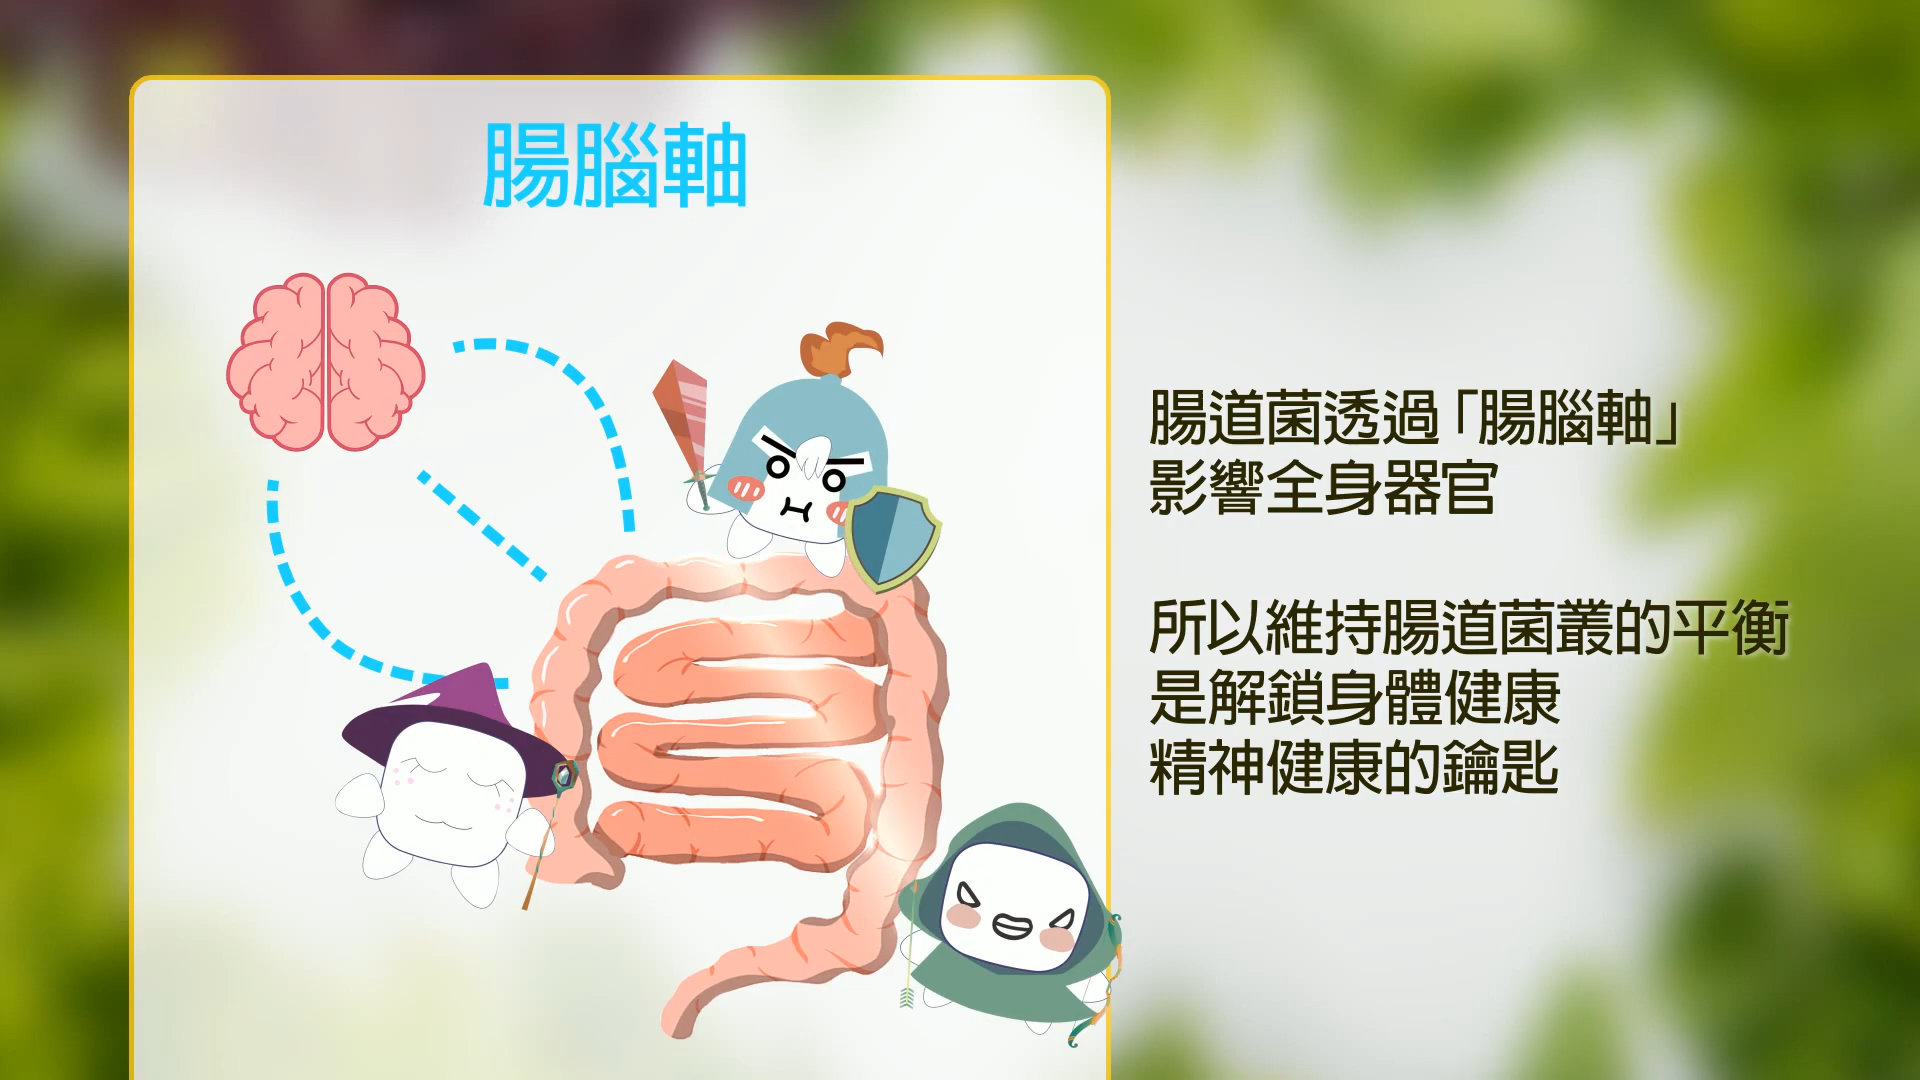 腸腦軸
腸道菌透過「腸腦軸」
影響全身器官
所以維持腸道菌叢的平衡
是解鎖身體健康
精神健康的鑰匙